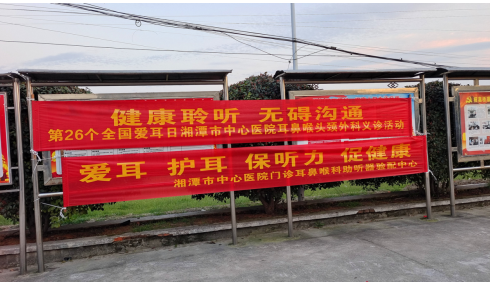 健康聆听 无碍沟通
第26个全国爱耳日湘潭市中心医院耳鼻喉头颈外科义诊活动
爱耳 护耳 保听力 促健康
湘潭市中心医院门诊耳鼻喉科助听器验配中心